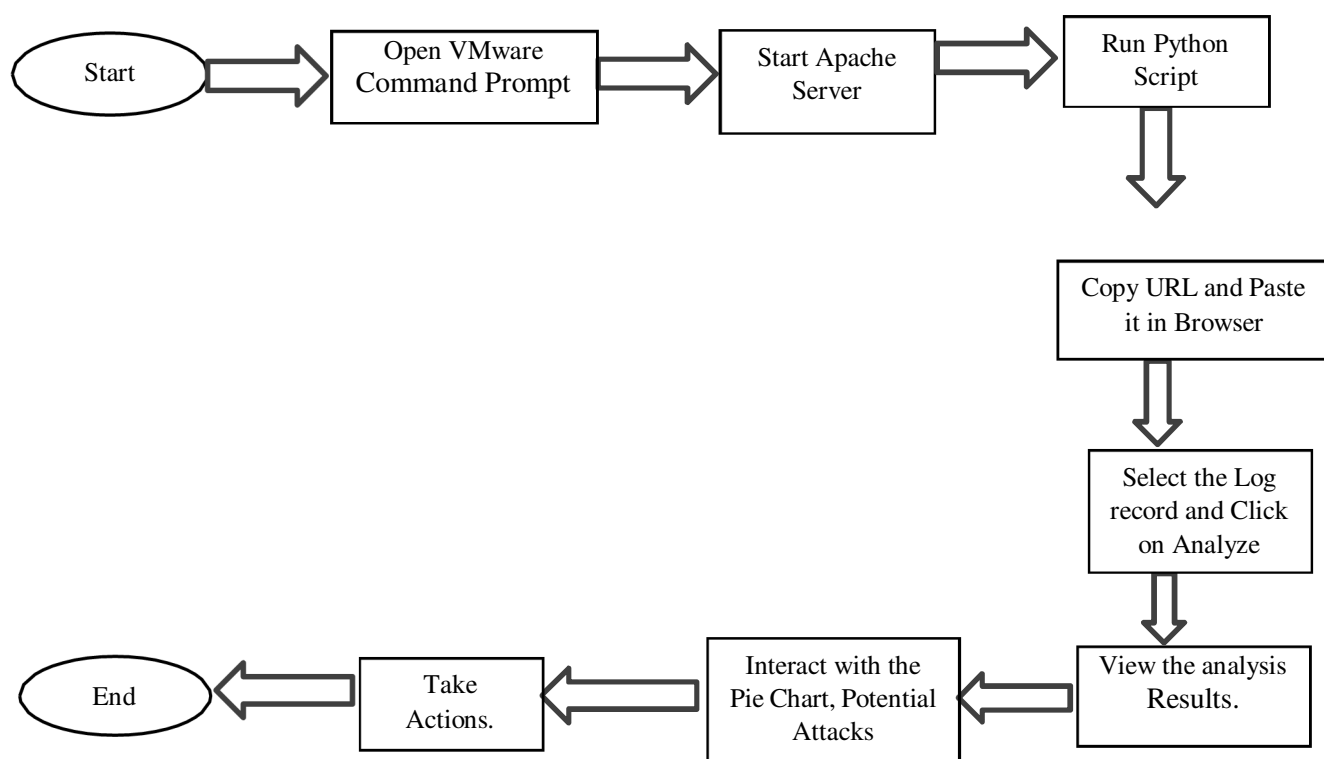 Start
Open VMware
Command Prompt
Start Apache
Server
Run Python
Script
Copy URL and Paste
it in Browser
Select the Log
record and Click
on Analyze
View the analysis
Results.
Interact with the
Pie Chart, Potential
Attacks
Take
Actions.
End